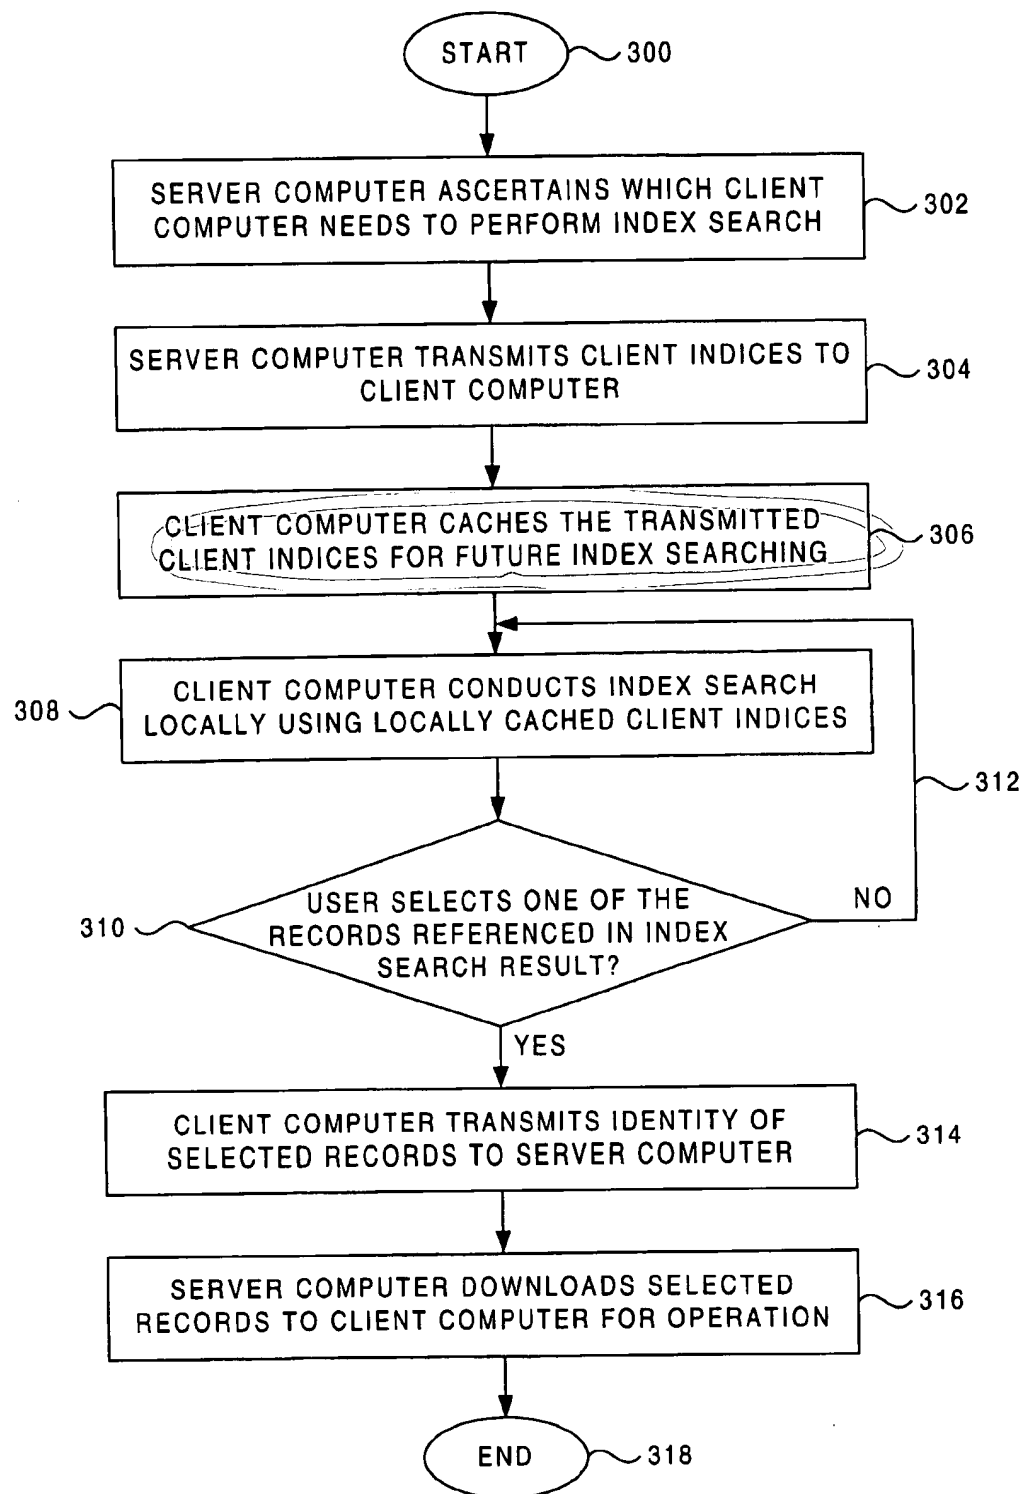 START
300
SERVER COMPUTER ASCERTAINS WHICH CLIENT
COMPUTER NEEDS TO PERFORM INDEX SEARCH
302
SERVER COMPUTER TRANSMITS CLIENT INDICES TO
CLIENT COMPUTER
304
CLIENT COMPUTER CACHES THE TRANSMITTED
CLIENT INDICES FOR FUTURE INDEX SEARCHING
306
308
CLIENT COMPUTER CONDUCTS INDEX SEARCH
LOCALLY USING LOCALLY CACHED CLIENT INDICES
312
310
USER SELECTS ONE OF THE
RECORDS REFERENCED IN INDEX
SEARCH RESULT?
NO
YES
CLIENT COMPUTER TRANSMITS IDENTITY OF
SELECTED RECORDS TO SERVER COMPUTER
314
SERVER COMPUTER DOWNLOADS SELECTED
RECORDS TO CLIENT COMPUTER FOR OPERATION
316
END
318